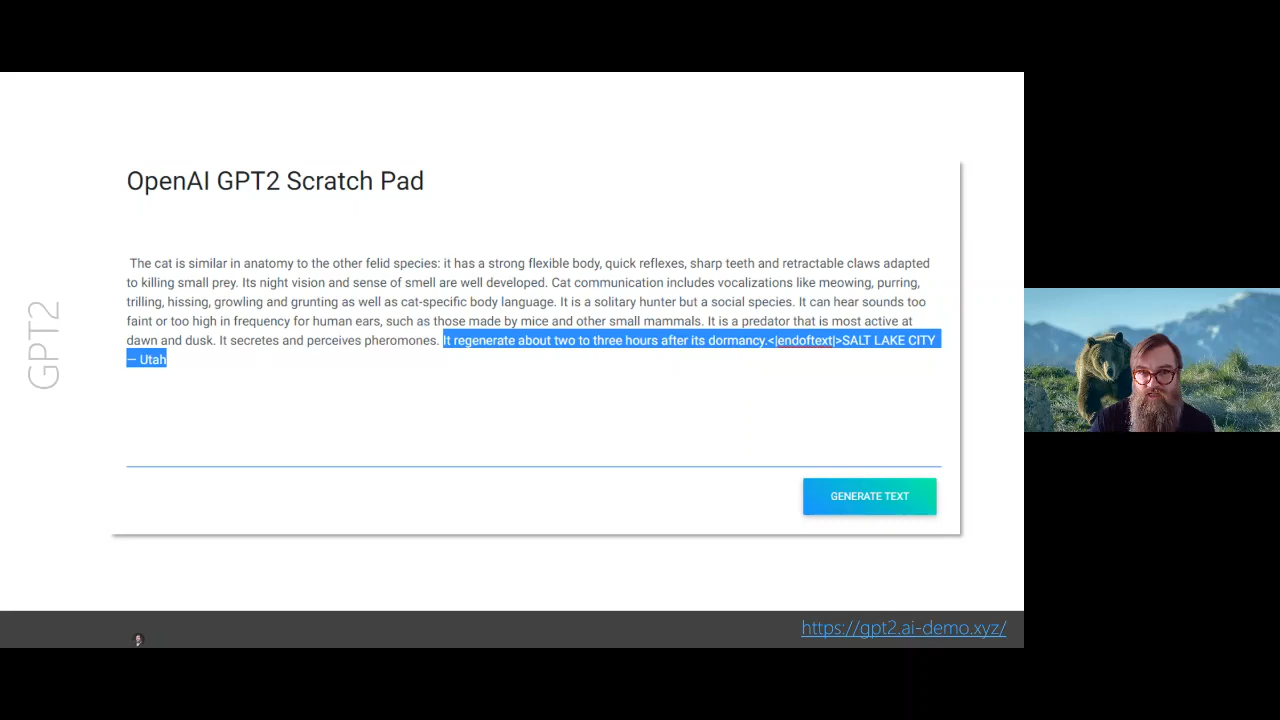 GPT2
OpenAI GPT2 Scratch Pad
The cat is similar in anatomy to the other felid species: it has a strong flexible body, quick reflexes, sharp teeth and retractable claws adapted
to killing small prey. Its night vision and sense of smell are well developed. Cat communication includes vocalizations like meowing, purring,
trilling, hissing, growling and grunting as well as cat-specific body language. It is a solitary hunter but a social species. It can hear sounds too
faint or too high in frequency for human ears, such as those made by mice and other small mammals. It is a predator that is most active at
dawn and dusk. It secretes and perceives pheromones. It regenerate about two to three hours after its dormancy.<|endoftext|>SALT LAKE CITY
— Utah
GENERATE TEXT
https://gpt2.ai-demo.xyz/